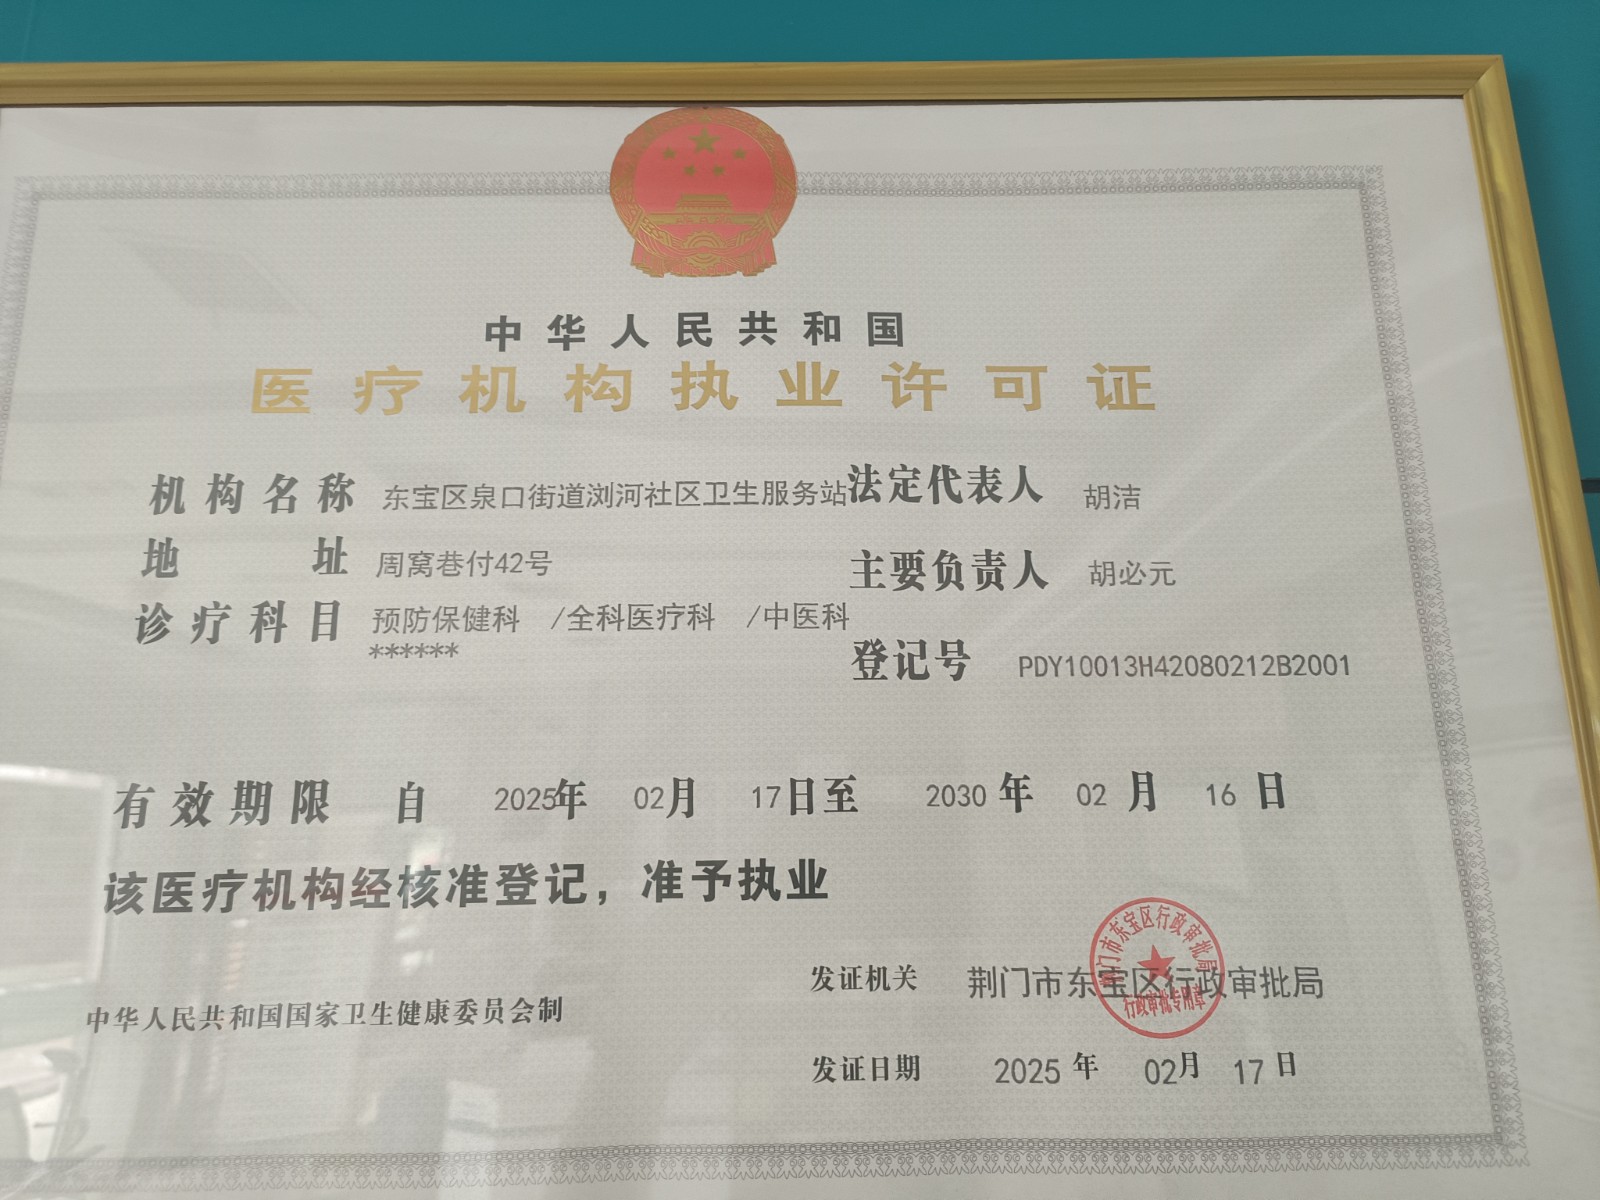 中华人民共和国
医疗机构执业许可证
机构名称 东宝区泉口街道浏河社区卫生服务站
法定代表人 胡洁
地址 周窝巷付42号
主要负责人 胡必元
诊疗科目 预防保健科 /全科医疗科 /中医科
******
登记号 PDY10013H42080212B2001
有效期限 自 2025年 02月 17日至 2030年 02月 16日
该医疗机构经核准登记，准予执业
发证机关 荆门市东宝区行政审批局
荆门市东宝区行政审批局
行政审批专用章
中华人民共和国国家卫生健康委员会制
发证日期 2025年 02月 17日